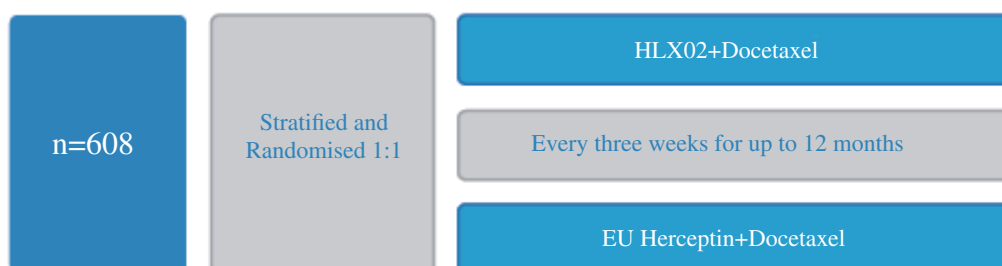 n=608
Stratified and
Randomised 1:1
HLX02+Docetaxel
Every three weeks for up to 12 months
EU Herceptin+Docetaxel